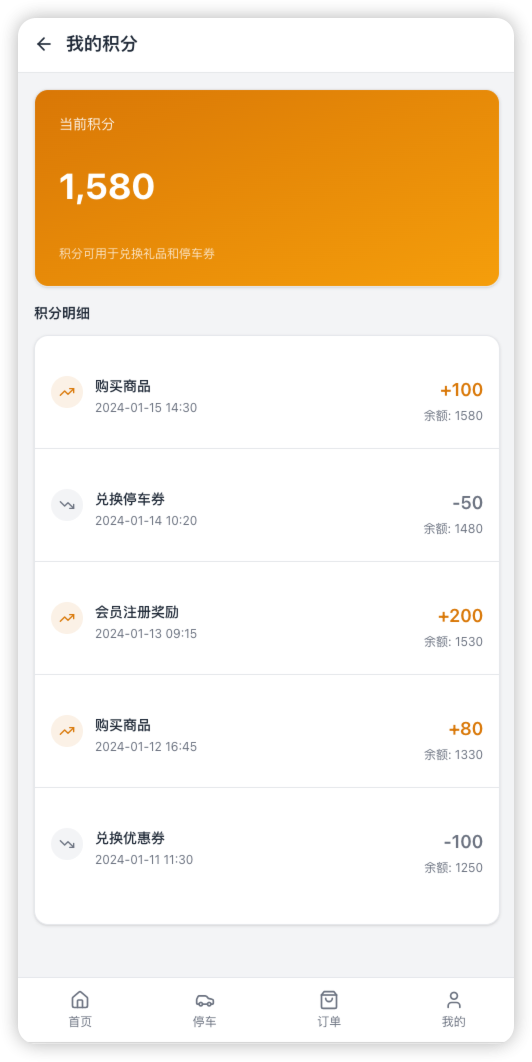 我的积分
当前积分
1,580
积分可用于兑换礼品和停车券
积分明细
购买商品
2024-01-15 14:30
+100
余额: 1580
兑换停车券
2024-01-14 10:20
-50
余额: 1480
会员注册奖励
2024-01-13 09:15
+200
余额: 1530
购买商品
2024-01-12 16:45
+80
余额: 1330
兑换优惠券
2024-01-11 11:30
-100
余额: 1250
首页
停车
订单
我的